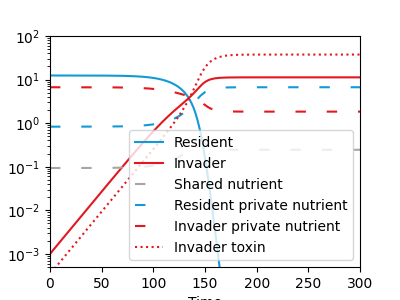 10²
10¹
10⁰
10⁻¹
10⁻²
10⁻³
Resident
Invader
Shared nutrient
Resident private nutrient
Invader private nutrient
Invader toxin
0 50 100 150 200 250 300
Time